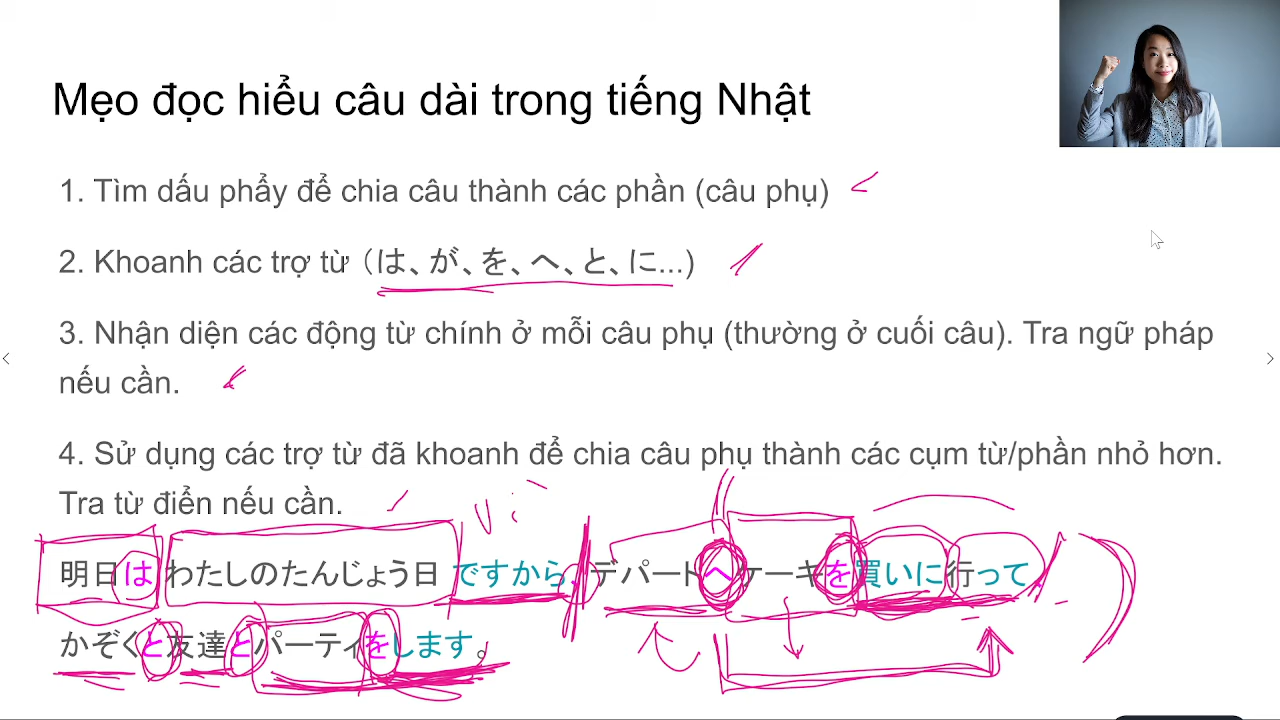 Mẹo đọc hiểu câu dài trong tiếng Nhật
1. Tìm dấu phẩy để chia câu thành các phần (câu phụ)
2. Khoanh các trợ từ（は、が、を、へ、と、に...)
3. Nhận diện các động từ chính ở mỗi câu phụ (thường ở cuối câu). Tra ngữ pháp
nếu cần.
4. Sử dụng các trợ từ đã khoanh để chia câu phụ thành các cụm từ/phần nhỏ hơn.
Tra từ điển nếu cần.
Vì
明日はわたしのたんじょう日ですから、デパートへケーキを買いに行って
かぞくと友達とパーティをします。